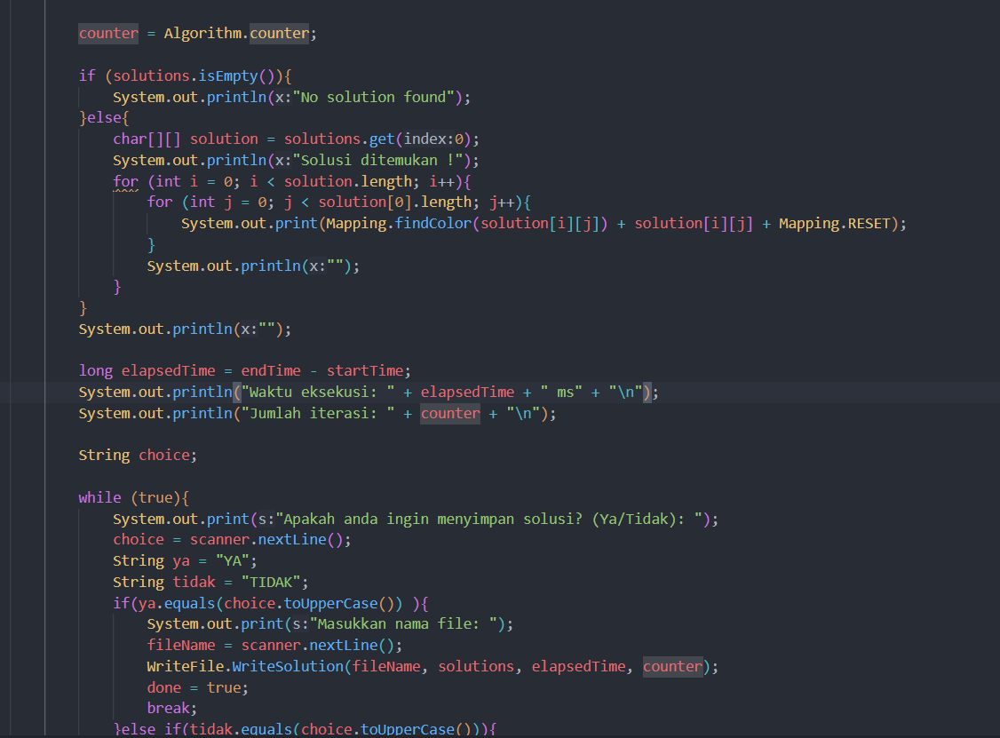 counter = Algorithm.counter;
if (solutions.isEmpty()){
System.out.println(x:"No solution found");
}else{
char[][] solution = solutions.get(index:0);
System.out.println(x:"Solusi ditemukan !");
for (int i = 0; i < solution.length; i++){
for (int j = 0; j < solution[0].length; j++){
System.out.print(Mapping.findColor(solution[i][j]) + solution[i][j] + Mapping.RESET);
}
System.out.println(x:"");
}
}
System.out.println(x:"");
long elapsedTime = endTime - startTime;
System.out.println("Waktu eksekusi: " + elapsedTime + " ms" + "\n");
System.out.println("Jumlah iterasi: " + counter + "\n");
String choice;
while (true){
System.out.print(s:"Apakah anda ingin menyimpan solusi? (Ya/Tidak): ");
choice = scanner.nextLine();
String ya = "YA";
String tidak = "TIDAK";
if(ya.equals(choice.toUpperCase()) ){
System.out.print(s:"Masukkan nama file: ");
fileName = scanner.nextLine();
WriteFile.WriteSolution(fileName, solutions, elapsedTime, counter);
done = true;
break;
}else if(tidak.equals(choice.toUpperCase())){